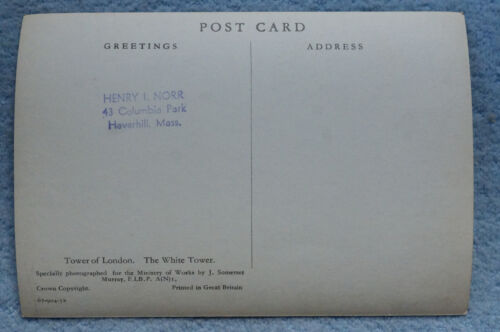 POST CARD
GREETINGS
ADDRESS
HENRY I. NORR
43 Columbia Park
Haverhill, Mass.
Tower of London. The White Tower.
Specially photographed for the Ministry of Works by J. Somerset
Murray, F.I.B.P. A(N)1,
Crown Copyright. Printed in Great Britain